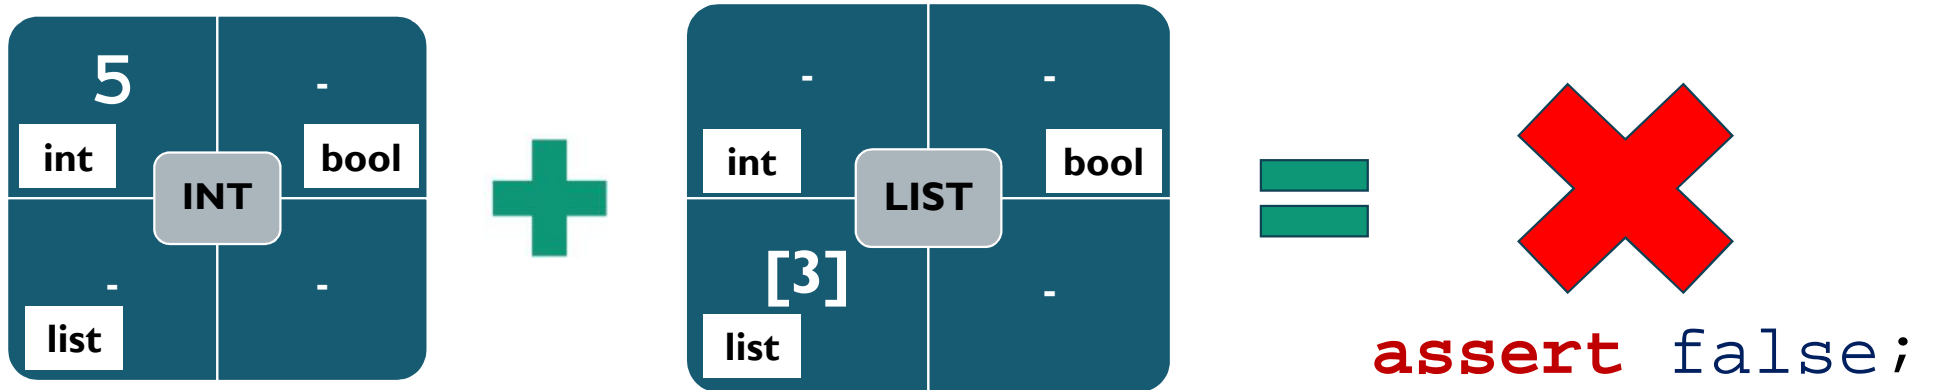 5
-
int
bool
INT
-
-
list
-
-
int
bool
LIST
[3]
-
list
assert false;